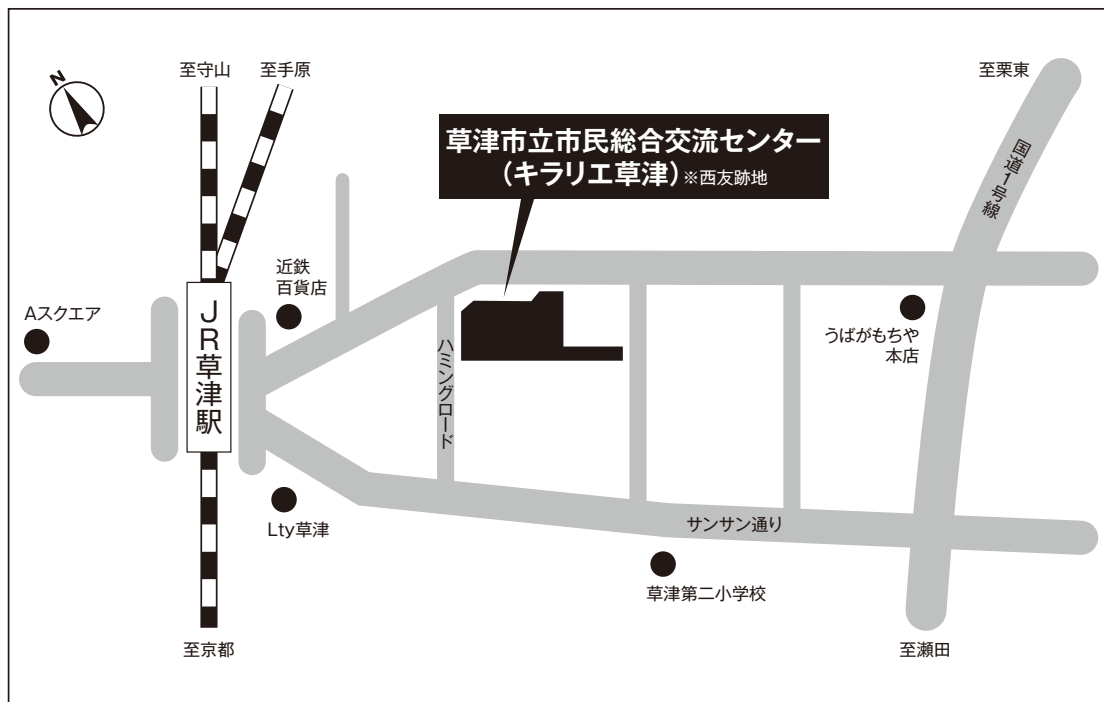 N
至守山
至手原
至栗東
草津市立市民総合交流センター
(キラリエ草津)※西友跡地
国道1号線
近鉄
百貨店
Aスクエア
JR草津駅
ハミングロード
うばがもちや
本店
Lty草津
サンサン通り
草津第二小学校
至京都
至瀬田